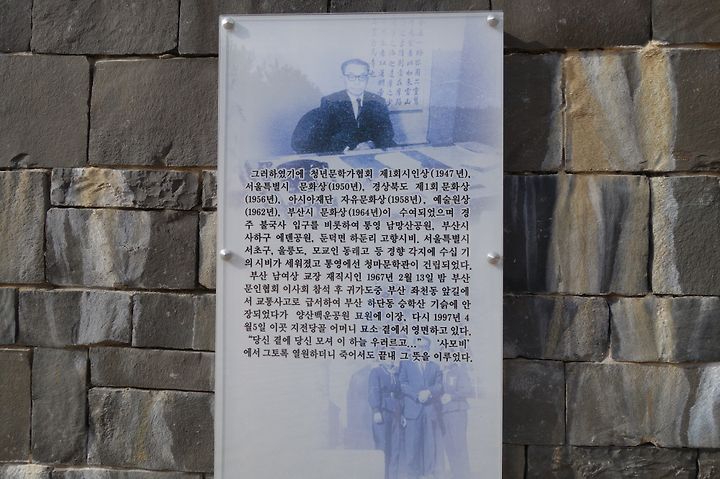 그러하였기에 청년문학가협회 제1회시인상(1947년),
서울특별시 문화상(1950년), 경상북도 제1회 문화상
(1956년), 아시아재단 자유문화상(1958년), 예술원상
(1962년), 부산시 문화상(1964년)이 수여되었으며 경
주 불국사 입구를 비롯하여 통영 남망산공원, 부산시
사하구 에덴공원, 둔덕면 하둔리 고향시비, 서울특별시
서초구, 울릉도, 모교인 동래고 등 경향 각지에 수십 기
의 시비가 세워졌고 통영에선 청마문학관이 건립되었다.
부산 남여상 교장 재직시인 1967년 2월 13일 밤 부산
문인협회 이사회 참석 후 귀가도중 부산 좌천동 앞길에
서 교통사고로 급서하여 부산 하단동 승학산 기슭에 안
장되었다가 양산백운공원 묘원에 이장, 다시 1997년 4
월5일 이곳 지전당골 어머니 묘소 곁에서 영면하고 있다.
"당신 곁에 당신 모셔 이 하늘 우러르고..." '사모비'
에서 그토록 열원하더니 죽어서도 끝내 그 뜻을 이루었다.